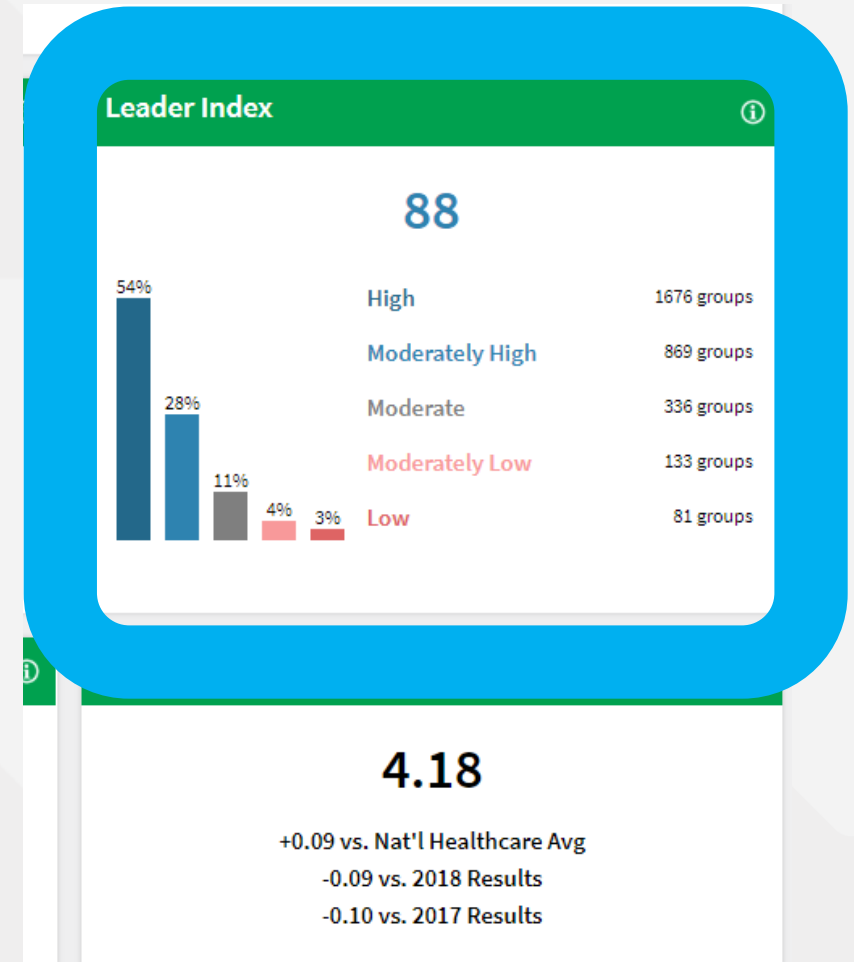 Leader Index
88
54%
28%
11%
4%
3%
High 1676 groups
Moderately High 869 groups
Moderate 336 groups
Moderately Low 133 groups
Low 81 groups
4.18
+0.09 vs. Nat'l Healthcare Avg
-0.09 vs. 2018 Results
-0.10 vs. 2017 Results